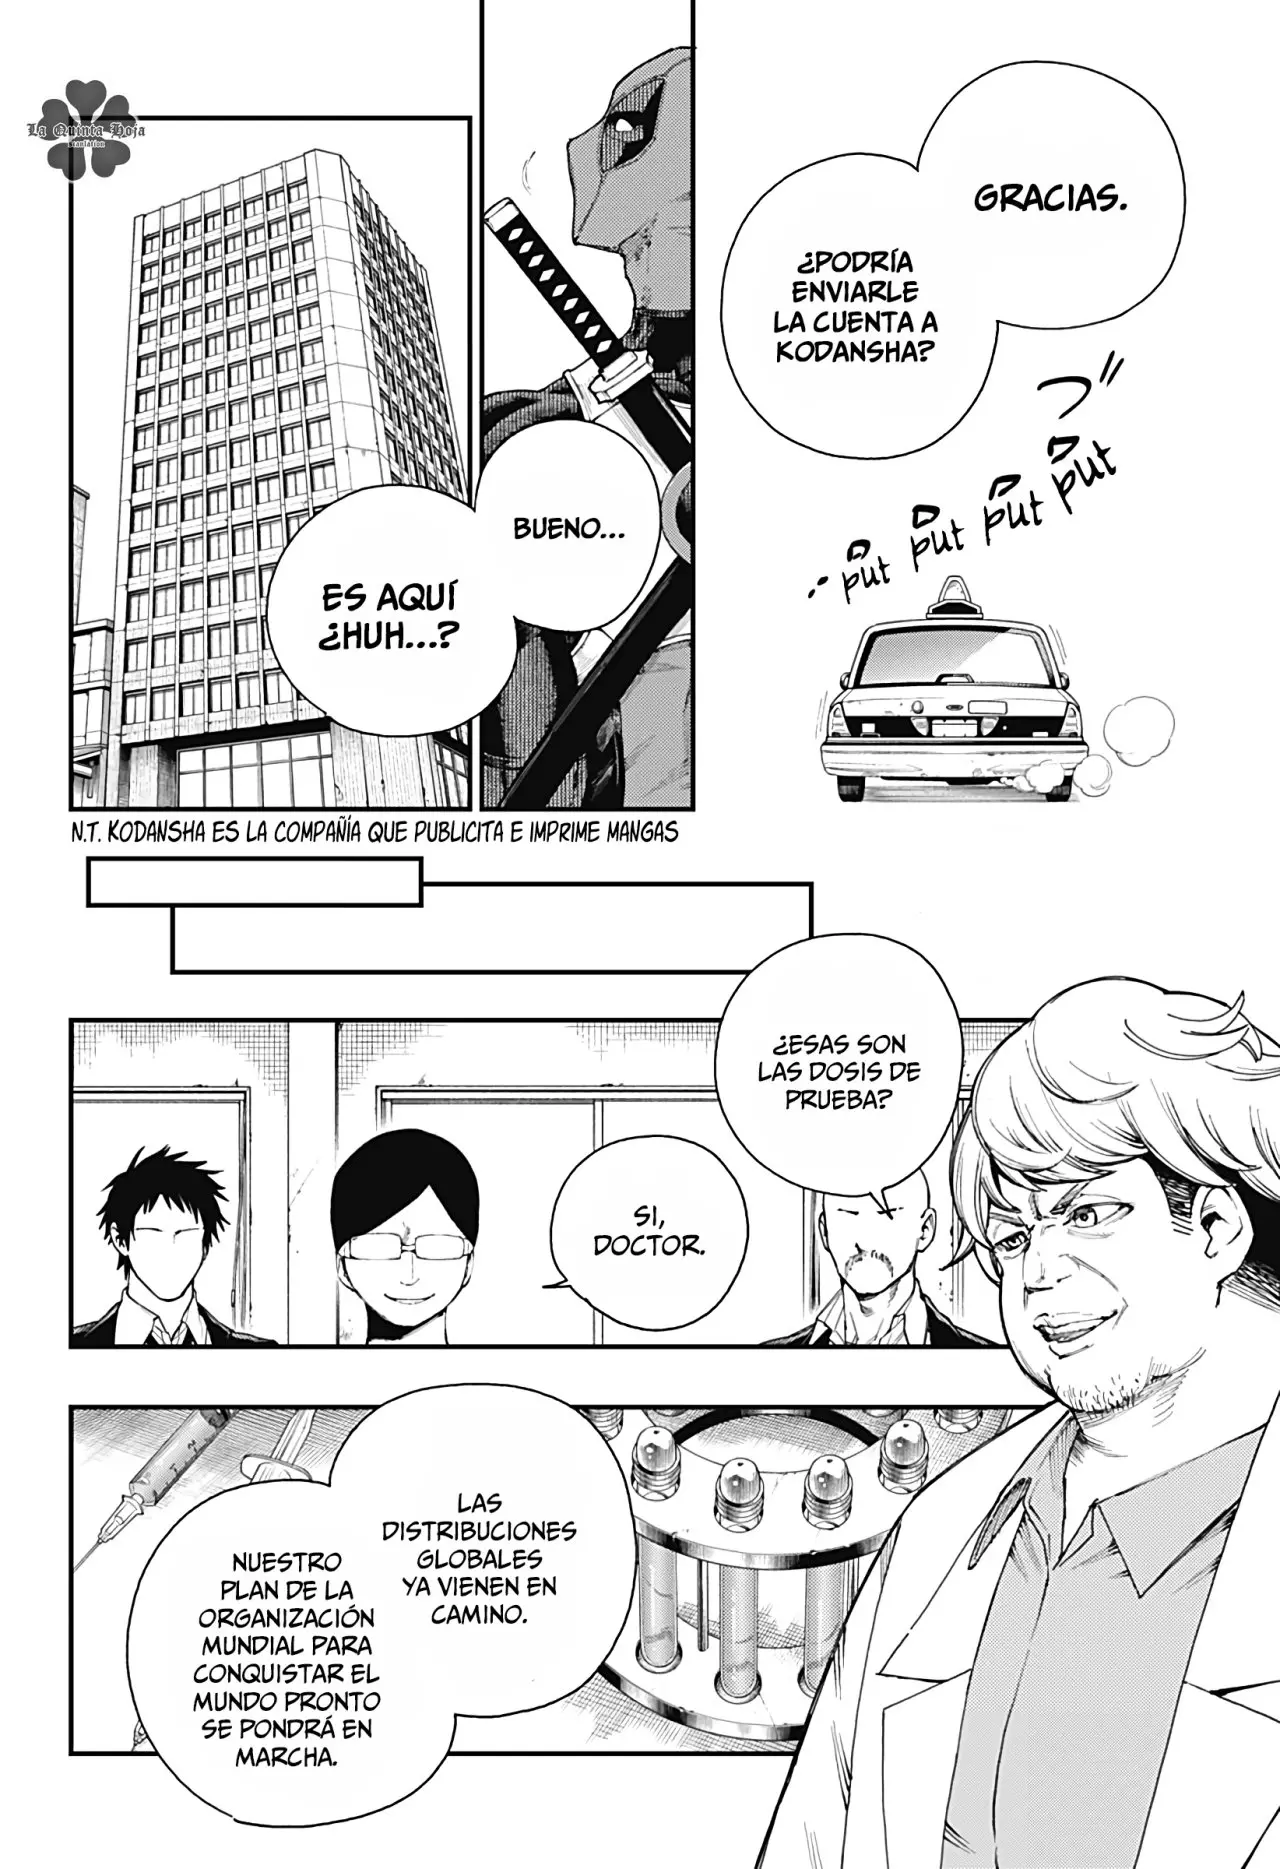 La Quinta Hoja
Scanlation
GRACIAS.
¿PODRÍA
ENVIARLE
LA CUENTA A
KODANSHA?
ブ
put put put put
BUENO...
ES AQUÍ
¿HUH...?
N.T. KODANSHA ES LA COMPAÑÍA QUE PUBLICITA E IMPRIME MANGAS
¿ESAS SON
LAS DOSIS DE
PRUEBA?
SI,
DOCTOR.
LAS
DISTRIBUCIONES
GLOBALES
YA VIENEN EN
CAMINO.
NUESTRO
PLAN DE LA
ORGANIZACIÓN
MUNDIAL PARA
CONQUISTAR EL
MUNDO PRONTO
SE PONDRÁ EN
MARCHA.